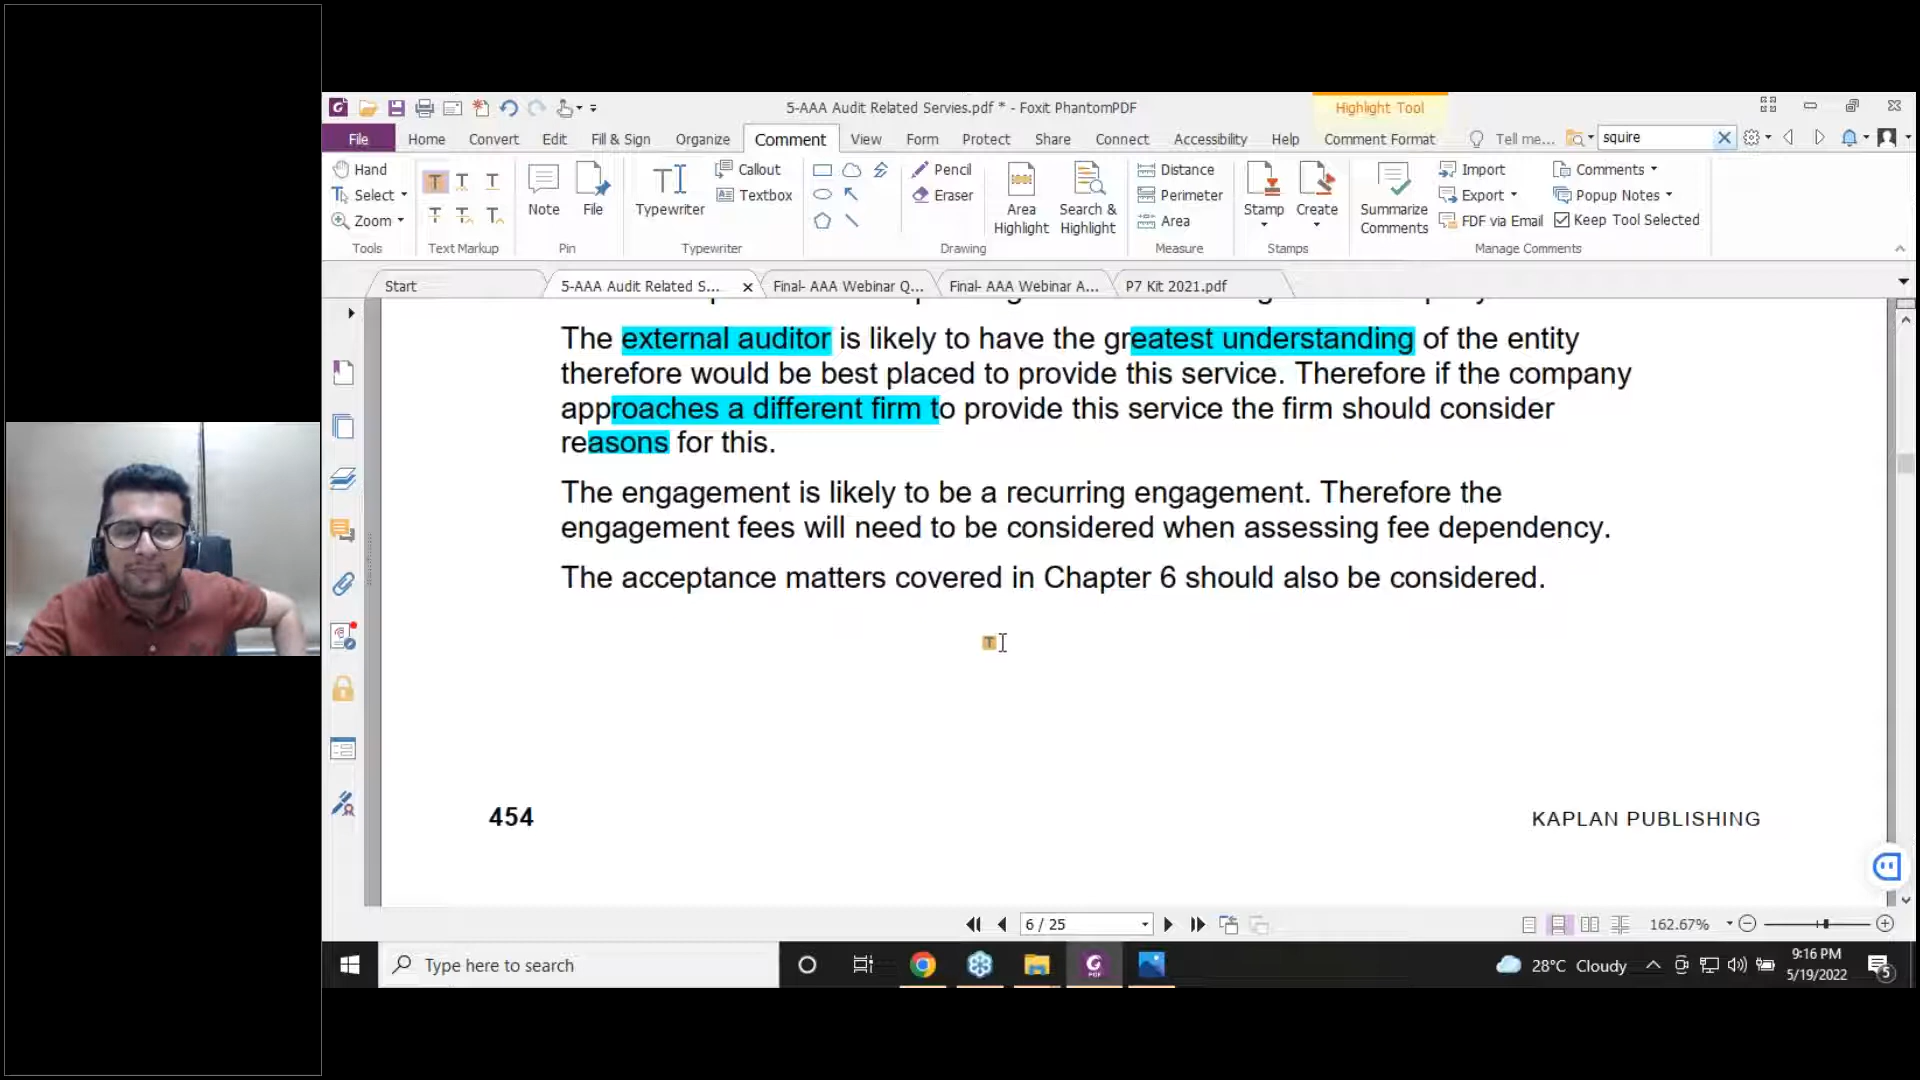 5-AAA Audit Related Servies.pdf * - Foxit PhantomPDF
Highlight Tool
File
Home
Convert
Edit
Fill & Sign
Organize
Comment
View
Form
Protect
Share
Connect
Accessibility
Help
Comment Format
Tell me...
squire
Hand
Select
Zoom
Tools
Text Markup
Note
File
Pin
Typewriter
Callout
Textbox
Typewriter
Pencil
Eraser
Area
Highlight
Search &
Highlight
Drawing
Distance
Perimeter
Area
Measure
Stamp
Create
Stamps
Summarize
Comments
Import
Export
FDF via Email
Comments
Popup Notes
Keep Tool Selected
Manage Comments
Start
5-AAA Audit Related S...
Final- AAA Webinar Q...
Final- AAA Webinar A...
P7 Kit 2021.pdf
The external auditor is likely to have the greatest understanding of the entity
therefore would be best placed to provide this service. Therefore if the company
approaches a different firm to provide this service the firm should consider
reasons for this.
The engagement is likely to be a recurring engagement. Therefore the
engagement fees will need to be considered when assessing fee dependency.
The acceptance matters covered in Chapter 6 should also be considered.
454
KAPLAN PUBLISHING
6 / 25
162.67%
Type here to search
28°C Cloudy
9:16 PM
5/19/2022
5